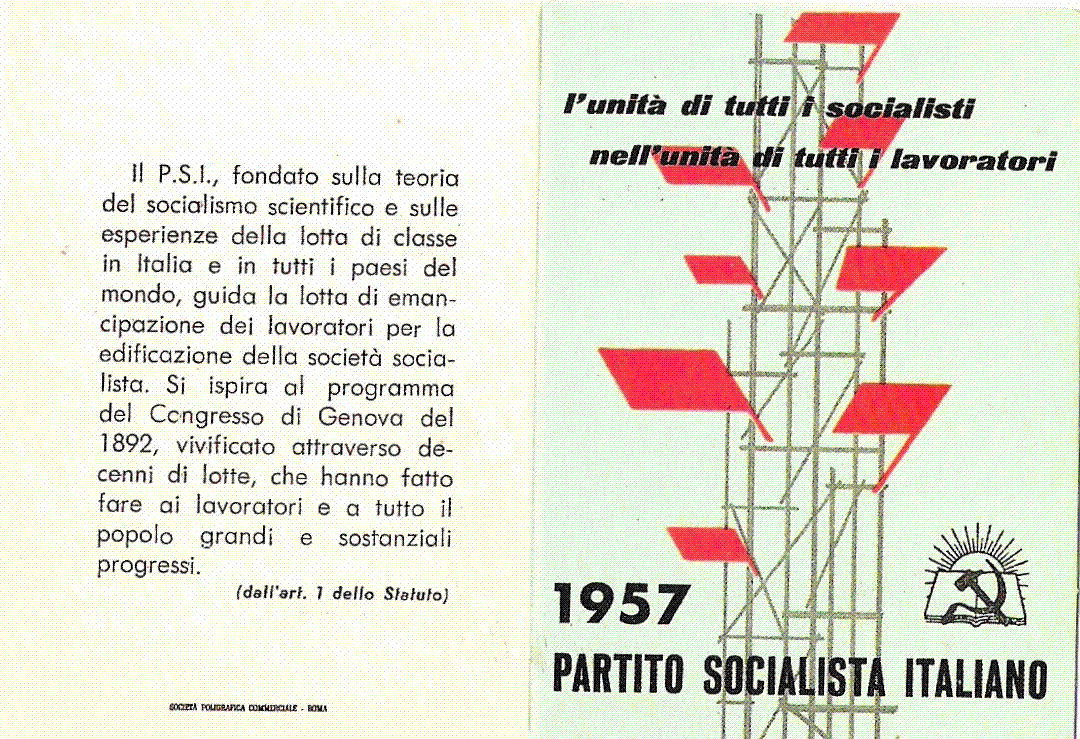 Il P.S.I., fondato sulla teoria
del socialismo scientifico e sulle
esperienze della lotta di classe
in Italia e in tutti i paesi del
mondo, guida la lotta di eman-
cipazione dei lavoratori per la
edificazione della società socia-
lista. Si ispira al programma
del Congresso di Genova del
1892, vivificato attraverso de-
cenni di lotte, che hanno fatto
fare ai lavoratori e a tutto il
popolo grandi e sostanziali
progressi.
(dall'art. 1 dello Statuto)
SOCIETÀ POLIGRAFICA COMMERCIALE - ROMA
l'unità di tutti i socialisti
nell'unità di tutti i lavoratori
1957
PARTITO SOCIALISTA ITALIANO